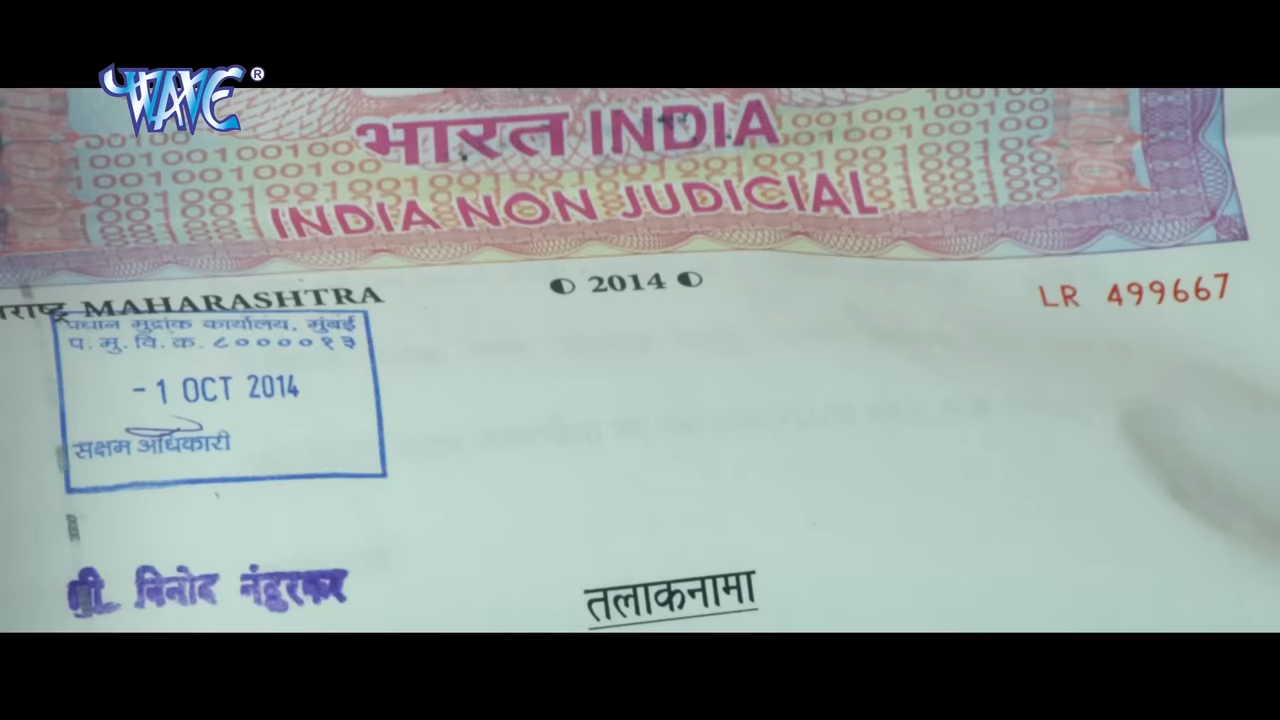 WAVE®
भारत INDIA
INDIA NON JUDICIAL
MAHARASHTRA
2014
LR 499667
प्रधान मुद्रांक कार्यालय, मुंबई
प. मु. वि. क्र. ८००००१३
- 1 OCT 2014
सक्षम अधिकारी
विनोद नंदुरकर
तलाकनामा